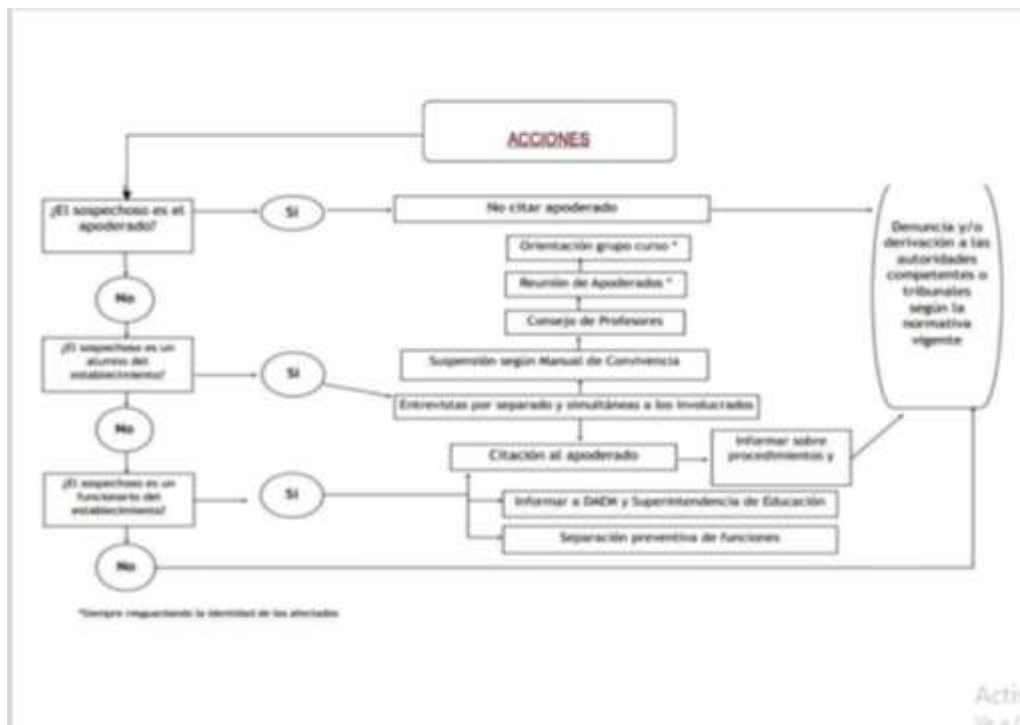 ACCIONES
¿El sospechoso es el
apoderado?
Si
No citar apoderado
Denuncia y/o
derivación a las
autoridades
competentes o
tribunales
según la
normativa
vigente
Orientación grupo curso *
Reunión de Apoderados *
Consejo de Profesores
No
¿El sospechoso es un
alumno del
establecimiento?
Si
Suspensión según Manual de Convivencia
Entrevistas por separado y simultáneas a los Involucrados
No
Citación al apoderado
Informar sobre
procedimientos y
¿El sospechoso es un
funcionario del
establecimiento?
Si
Informar a DAEM y Superintendencia de Educación
Separación preventiva de funciones
No
*Siempre resguardando la identidad de los afectados
Acti